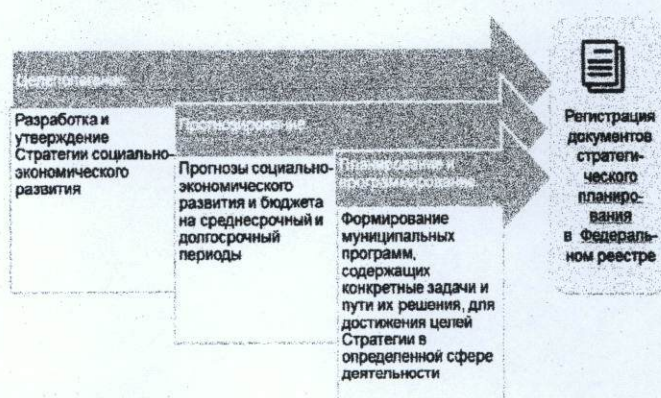 Целеполагание
Разработка и
утверждение
Стратегии социально-
экономического
развития
Прогнозирование
Прогнозы социально-
экономического
развития и бюджета
на среднесрочный и
долгосрочный
периоды
Планирование и
программирование
Формирование
муниципальных
программ,
содержащих
конкретные задачи и
пути их решения, для
достижения целей
Стратегии в
определенной сфере
деятельности
Регистрация
документов
стратеги-
ческого
планиро-
вания
в Федераль-
ном реестре